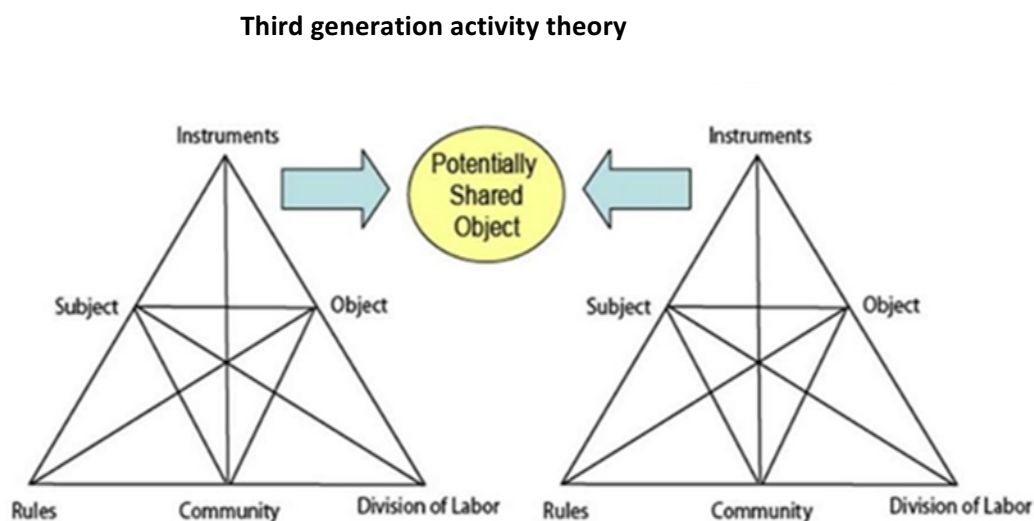 Third generation activity theory
Instruments
Instruments
Potentially
Shared
Object
Subject
Object
Subject
Object
Rules
Community
Division of Labor
Rules
Community
Division of Labor